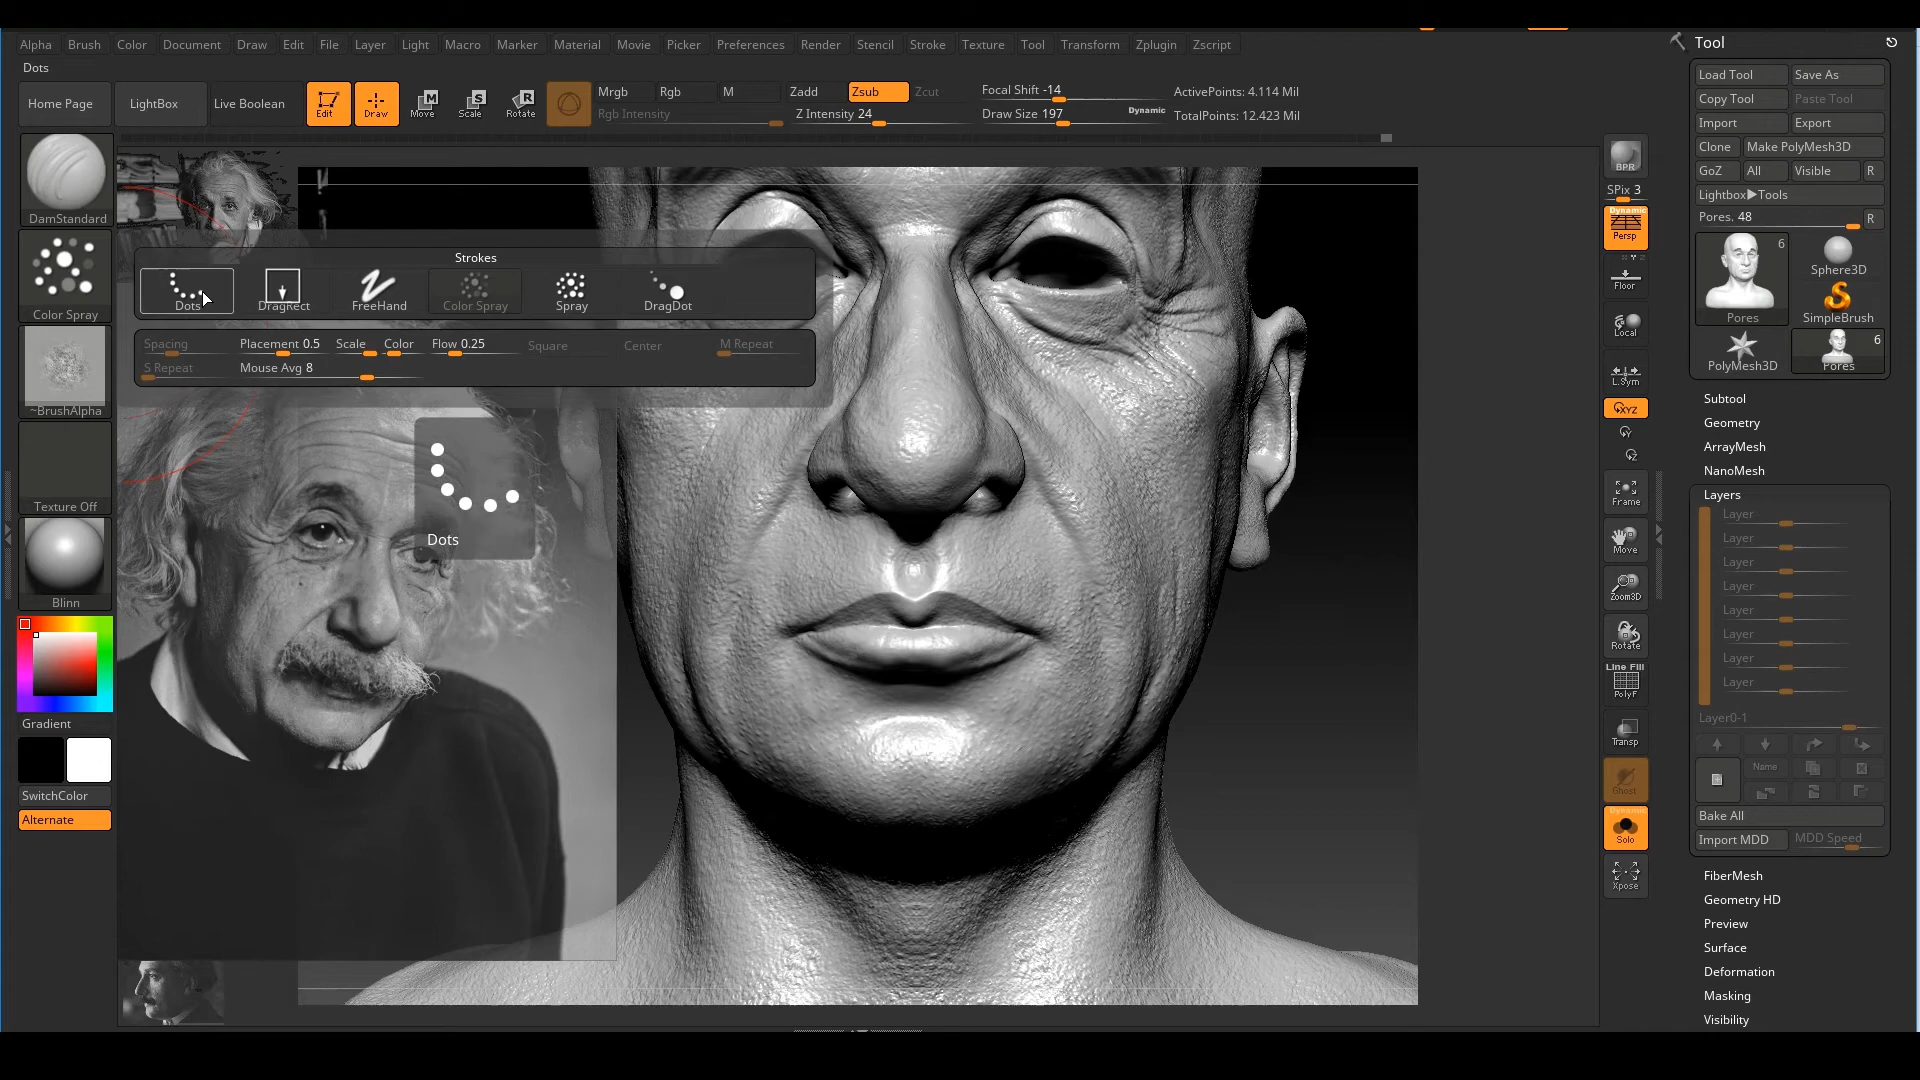 Alpha Brush Color Document Draw Edit File Layer Light Macro Marker Material Movie Picker Preferences Render Stencil Stroke Texture Tool Transform Zplugin Zscript
Dots
Home Page
LightBox
Live Boolean
Edit
Draw
Move
Scale
Rotate
Mrgb Rgb M
Rgb Intensity
Zadd Zsub Zcut
Z Intensity 24
Focal Shift -14
Draw Size 197
Dynamic
ActivePoints: 4.114 Mil
TotalPoints: 12.423 Mil
DamStandard
Color Spray
~BrushAlpha
Texture Off
Blinn
Gradient
SwitchColor
Alternate
Strokes
Dots DragRect FreeHand Color Spray Spray DragDot
Spacing Placement 0.5 Scale Color Flow 0.25 Square Center M Repeat
S Repeat Mouse Avg 8
Dots
BPR
SPix 3
Dynamic
Persp
Floor
Local
L.Sym
XYZ
Y
Z
Frame
Move
Zoom3D
Rotate
Line Fill
PolyF
Transp
Ghost
Dynamic
Solo
Xpose
Tool
Load Tool Save As
Copy Tool Paste Tool
Import Export
Clone Make PolyMesh3D
GoZ All Visible R
Lightbox▶Tools
Pores. 48 R
6
Pores
Sphere3D
SimpleBrush
PolyMesh3D
6
Pores
Subtool
Geometry
ArrayMesh
NanoMesh
Layers
Layer
Layer
Layer
Layer
Layer
Layer
Layer
Layer
Layer0-1
Name
Bake All
Import MDD MDD Speed
FiberMesh
Geometry HD
Preview
Surface
Deformation
Masking
Visibility